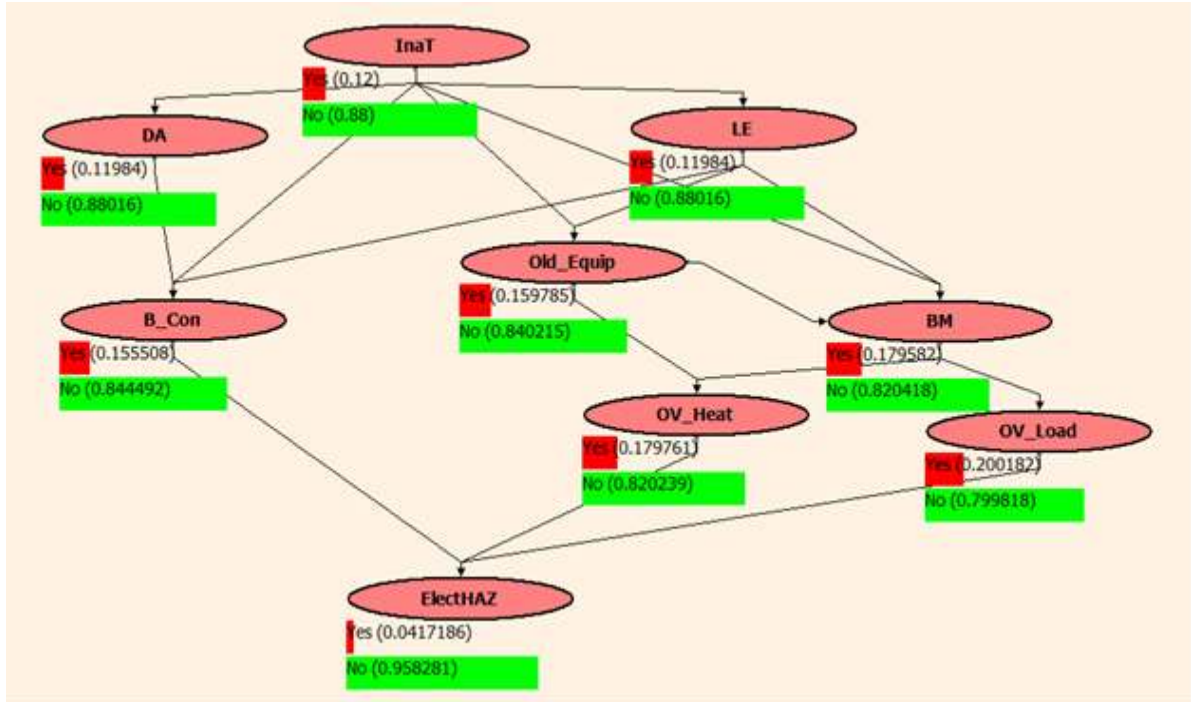 InaT
Yes (0.12)
No (0.88)
DA
Yes (0.11984)
No (0.88016)
LE
Yes (0.11984)
No (0.88016)
Old_Equip
Yes (0.159785)
No (0.840215)
B_Con
Yes (0.155508)
No (0.844492)
BM
Yes (0.179582)
No (0.820418)
OV_Heat
Yes (0.179761)
No (0.820239)
OV_Load
Yes (0.200182)
No (0.799818)
ElectHAZ
Yes (0.0417186)
No (0.958281)